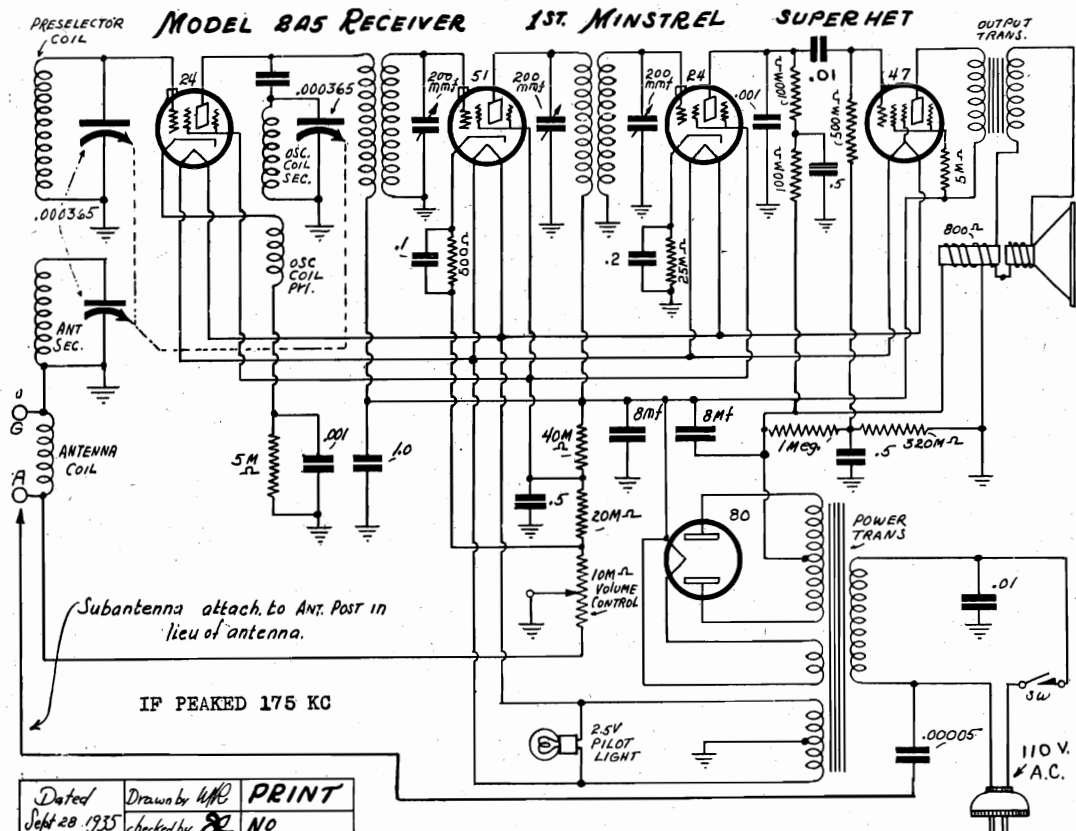 MODEL 8A5 RECEIVER 1ST. MINSTREL SUPERHET
PRESELECTOR
COIL
OUTPUT
TRANS.
24
51
24
47
.000365
200
mmf
200
mmf
200
mmf
.001
100MΩ
.01
500MΩ
OSC.
COIL
SEC.
100MΩ
.5
5MΩ
.000365
OSC
COIL
PRI.
.1
500Ω
.2
25MΩ
800Ω
ANT
SEC.
G
ANTENNA
COIL
A
5M
Ω
.001
1.0
40M
Ω
8Mf
8Mf
1Meg.
.5
320MΩ
.5
20MΩ
80
POWER
TRANS
10MΩ
VOLUME
CONTROL
.01
Subantenna attach. to ANT. POST in
lieu of antenna.
IF PEAKED 175 KC
2.5V
PILOT
LIGHT
SW
.00005
110 V.
A.C.
Dated
Sept 28 1935
Drawn by
checked by
PRINT
NO